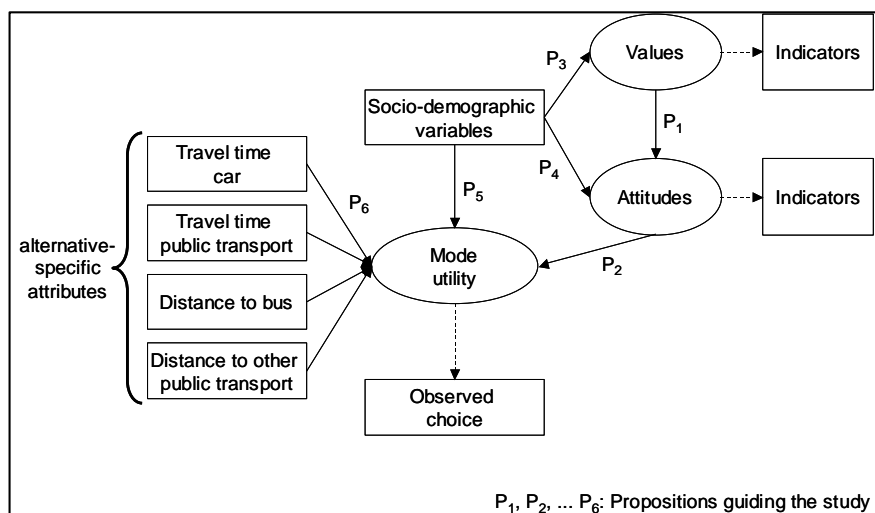 Values
Indicators
P₃
Socio-demographic
variables
P₁
Travel time
car
P₄
P₆
P₅
Attitudes
Indicators
Travel time
public transport
alternative-
specific
attributes
Mode
utility
P₂
Distance to bus
Distance to other
public transport
Observed
choice
P₁, P₂, ... P₆: Propositions guiding the study